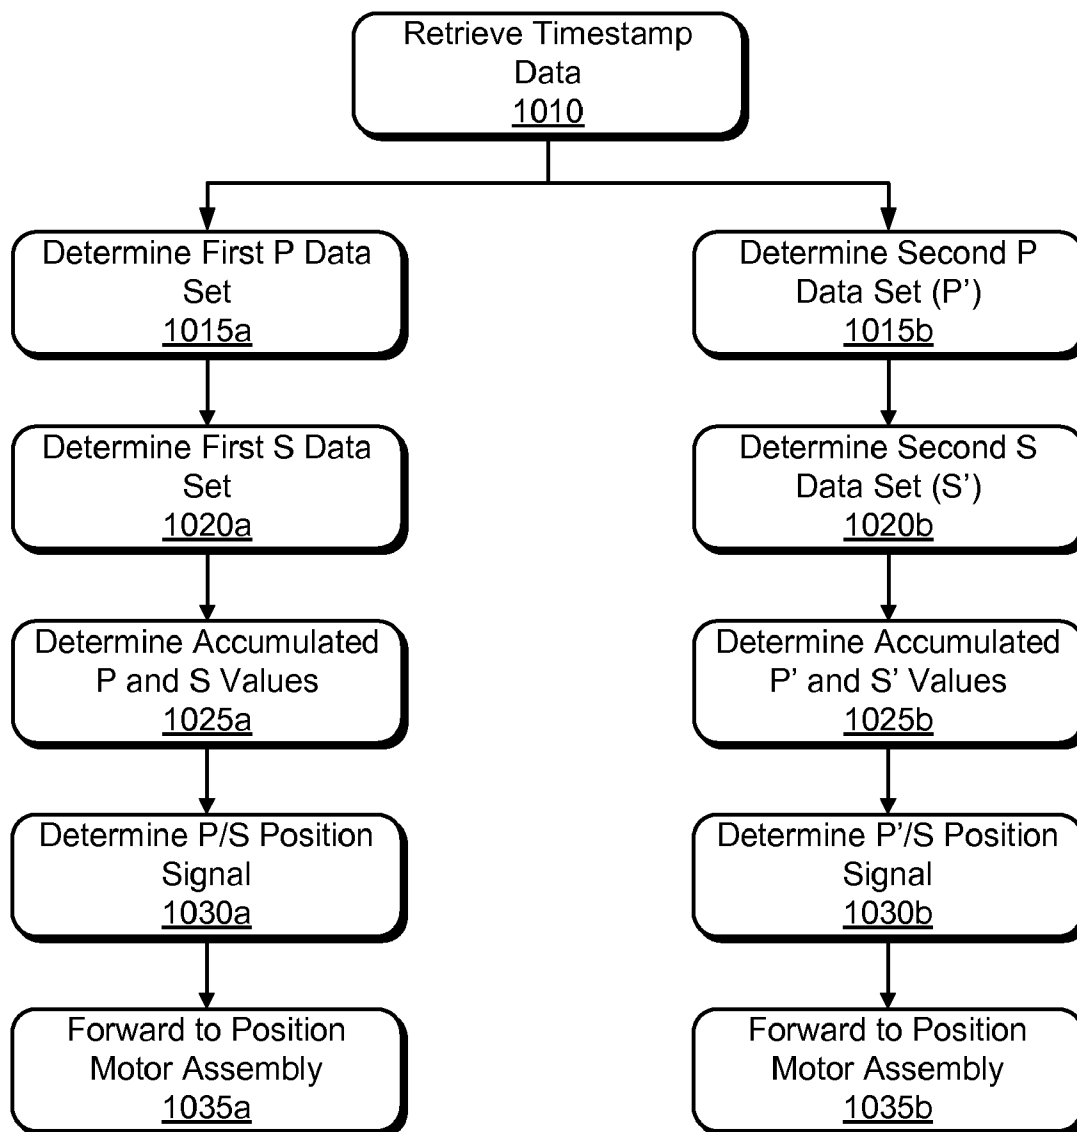 Retrieve Timestamp
Data
1010
Determine First P Data
Set
1015a
Determine Second P
Data Set (P’)
1015b
Determine First S Data
Set
1020a
Determine Second S
Data Set (S’)
1020b
Determine Accumulated
P and S Values
1025a
Determine Accumulated
P’ and S’ Values
1025b
Determine P/S Position
Signal
1030a
Determine P’/S Position
Signal
1030b
Forward to Position
Motor Assembly
1035a
Forward to Position
Motor Assembly
1035b